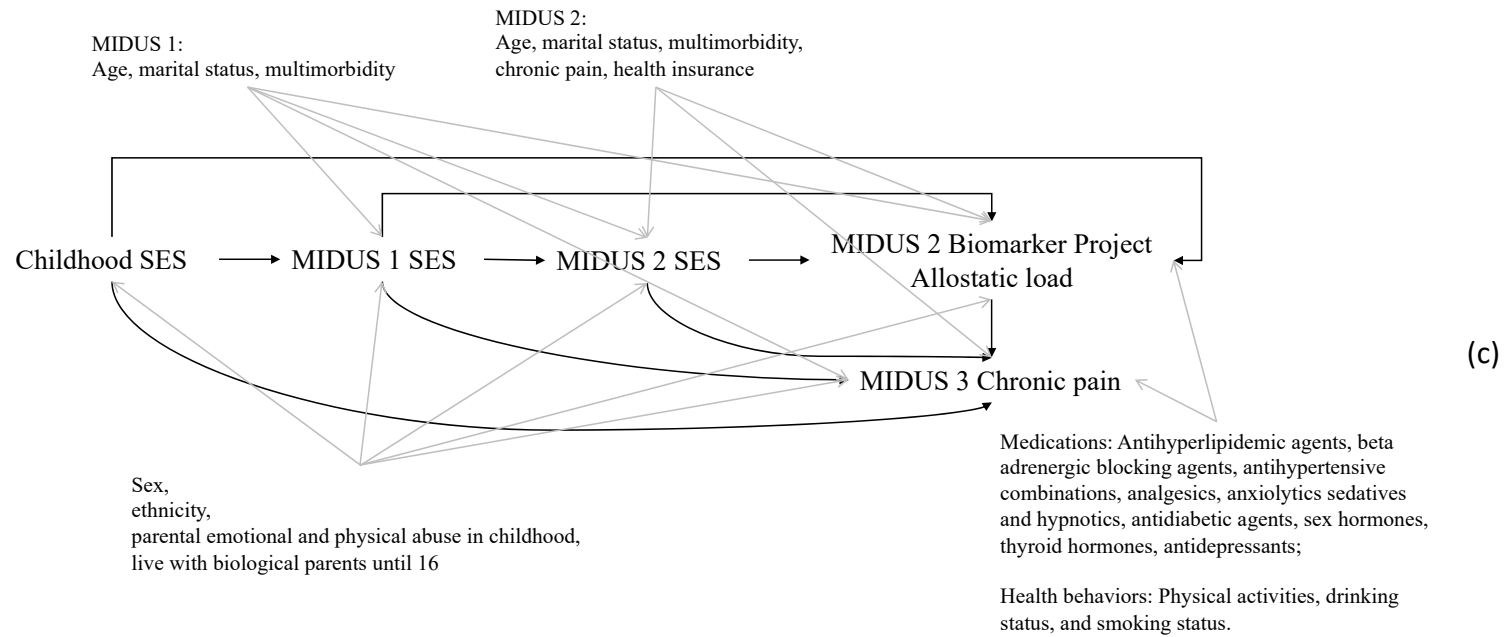 MIDUS 1:
Age, marital status, multimorbidity
MIDUS 2:
Age, marital status, multimorbidity,
chronic pain, health insurance
Childhood SES
MIDUS 1 SES
MIDUS 2 SES
MIDUS 2 Biomarker Project
Allostatic load
(c)
MIDUS 3 Chronic pain
Sex,
ethnicity,
parental emotional and physical abuse in childhood,
live with biological parents until 16
Medications: Antihyperlipidemic agents, beta
adrenergic blocking agents, antihypertensive
combinations, analgesics, anxiolytics sedatives
and hypnotics, antidiabetic agents, sex hormones,
thyroid hormones, antidepressants;
Health behaviors: Physical activities, drinking
status, and smoking status.